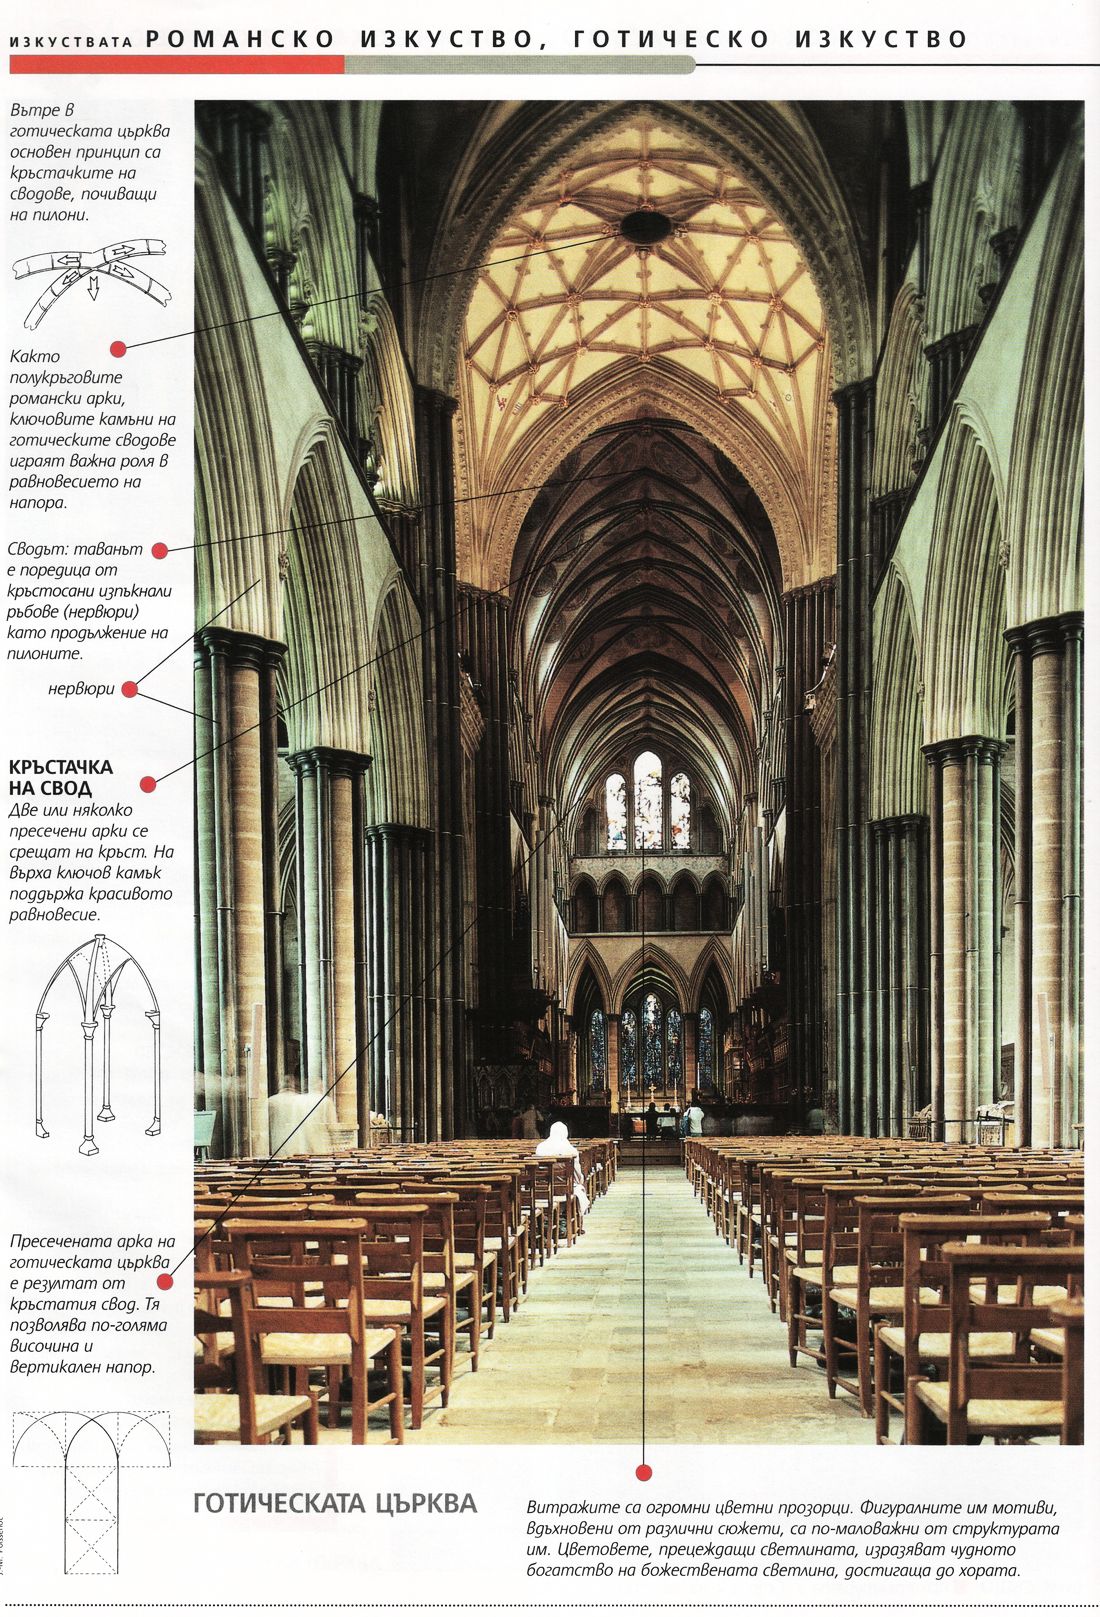 ИЗКУСТВАТА РОМАНСКО ИЗКУСТВО, ГОТИЧЕСКО ИЗКУСТВО
Вътре в
готическата църква
основен принцип са
кръстачките на
сводове, почиващи
на пилони.
Както
полукръговите
романски арки,
ключовите камъни на
готическите сводове
играят важна роля в
равновесието на
напора.
Сводът: таванът
е поредица от
кръстосани изпъкнали
ръбове (нервюри)
като продължение на
пилоните.
нервюри
КРЪСТАЧКА
НА СВОД
Две или няколко
пресечени арки се
срещат на кръст. На
върха ключов камък
поддържа красивото
равновесие.
Пресечената арка на
готическата църква
е резултат от
кръстатия свод. Тя
позволява по-голяма
височина и
вертикален напор.
ГОТИЧЕСКАТА ЦЪРКВА
Витражите са огромни цветни прозорци. Фигуралните им мотиви,
вдъхновени от различни сюжети, са по-маловажни от структурата
им. Цветовете, прецеждащи светлината, изразяват чудното
богатство на божествената светлина, достигаща до хората.